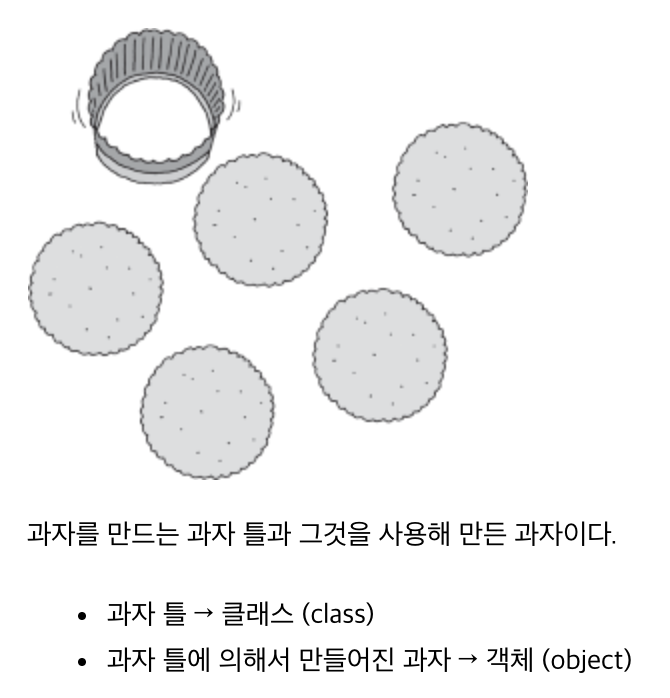 과자를 만드는 과자 틀과 그것을 사용해 만든 과자이다.
• 과자 틀 → 클래스 (class)
• 과자 틀에 의해서 만들어진 과자 → 객체 (object)